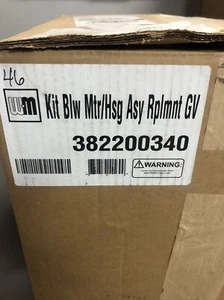 46
WM
Kit Blw Mtr/Hsg Asy Rplmnt GV
382200340
WARNING: